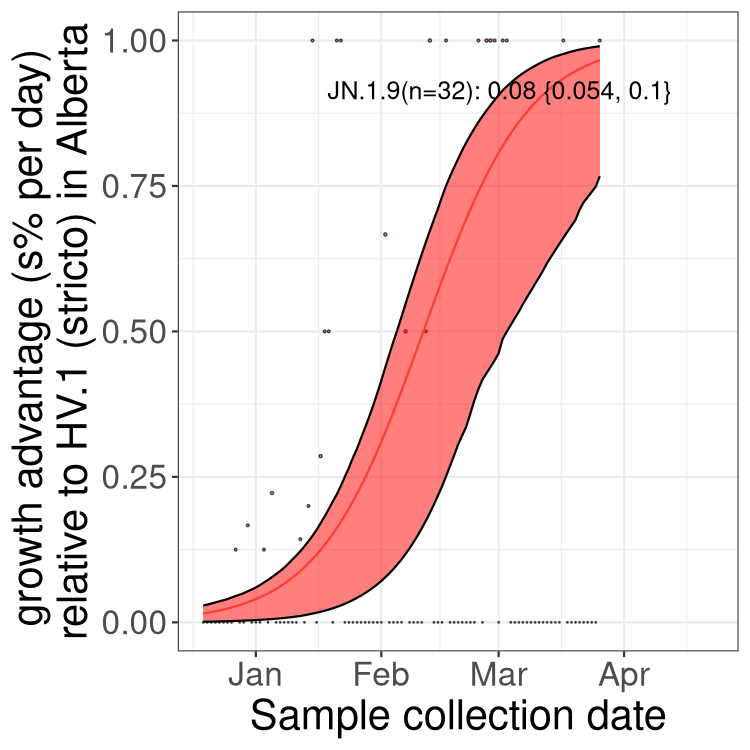 growth advantage (s% per day)
relative to HV.1 (stricto) in Alberta
1.00
0.75
0.50
0.25
0.00
JN.1.9(n=32): 0.08 {0.054, 0.1}
Jan Feb Mar Apr
Sample collection date